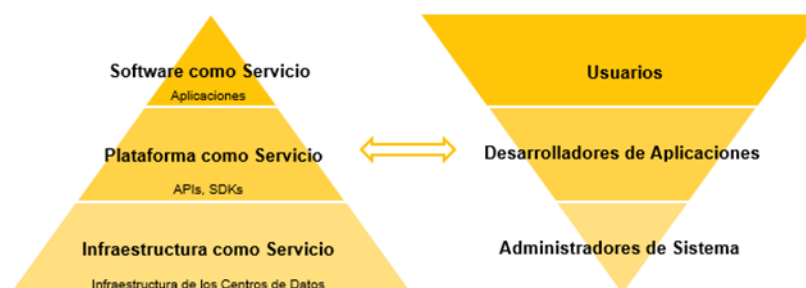 Software como Servicio
Aplicaciones
Plataforma como Servicio
APIs, SDKs
Infraestructura como Servicio
Infraestructura de los Centros de Datos
Usuarios
Desarrolladores de Aplicaciones
Administradores de Sistema